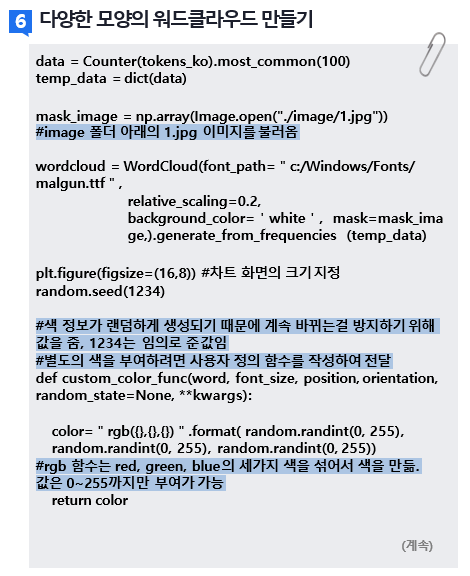 6 다양한 모양의 워드클라우드 만들기
data = Counter(tokens_ko).most_common(100)
temp_data = dict(data)
mask_image = np.array(Image.open("./image/1.jpg"))
#image 폴더 아래의 1.jpg 이미지를 불러옴
wordcloud = WordCloud(font_path= " c:/Windows/Fonts/
malgun.ttf " ,
relative_scaling=0.2,
background_color= ' white ' , mask=mask_ima
ge,).generate_from_frequencies (temp_data)
plt.figure(figsize=(16,8)) #차트 화면의 크기 지정
random.seed(1234)
#색 정보가 랜덤하게 생성되기 때문에 계속 바뀌는걸 방지하기 위해
값을 줌, 1234는 임의로 준값임
#별도의 색을 부여하려면 사용자 정의 함수를 작성하여 전달
def custom_color_func(word, font_size, position, orientation,
random_state=None, **kwargs):
color= " rgb({},{},{}) " .format( random.randint(0, 255),
random.randint(0, 255), random.randint(0, 255))
#rgb 함수는 red, green, blue의 세가지 색을 섞어서 색을 만듦.
값은 0~255까지만 부여가 가능
return color
(계속)